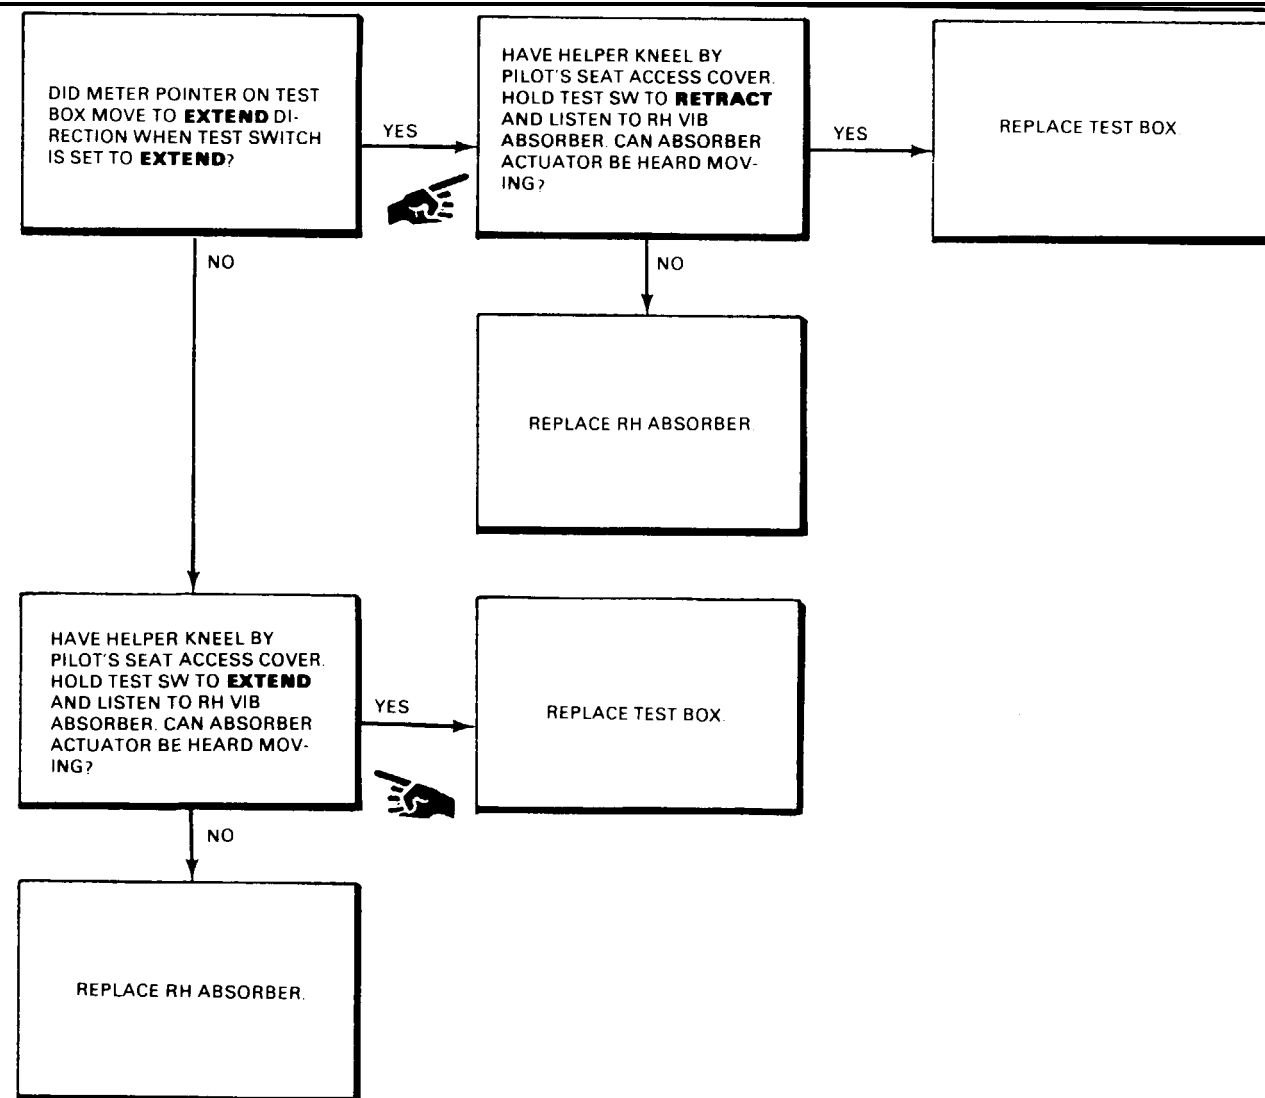 DID METER POINTER ON TEST
BOX MOVE TO EXTEND DI-
RECTION WHEN TEST SWITCH
IS SET TO EXTEND?
YES
HAVE HELPER KNEEL BY
PILOT'S SEAT ACCESS COVER.
HOLD TEST SW TO RETRACT
AND LISTEN TO RH VIB
ABSORBER. CAN ABSORBER
ACTUATOR BE HEARD MOV-
ING?
YES
REPLACE TEST BOX.
NO
NO
REPLACE RH ABSORBER.
HAVE HELPER KNEEL BY
PILOT'S SEAT ACCESS COVER.
HOLD TEST SW TO EXTEND
AND LISTEN TO RH VIB
ABSORBER. CAN ABSORBER
ACTUATOR BE HEARD MOV-
ING?
YES
REPLACE TEST BOX.
NO
REPLACE RH ABSORBER.